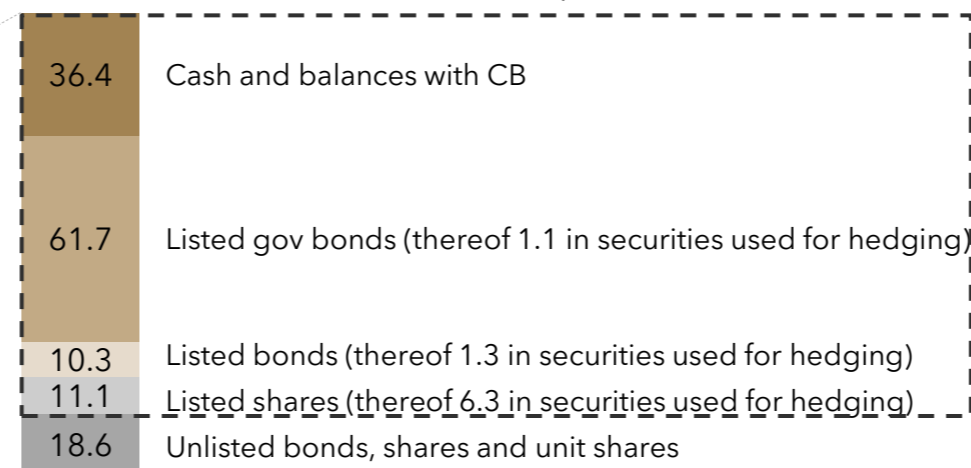 36.4 Cash and balances with CB
61.7 Listed gov bonds (thereof 1.1 in securities used for hedging)
10.3 Listed bonds (thereof 1.3 in securities used for hedging)
11.1 Listed shares (thereof 6.3 in securities used for hedging)
18.6 Unlisted bonds, shares and unit shares